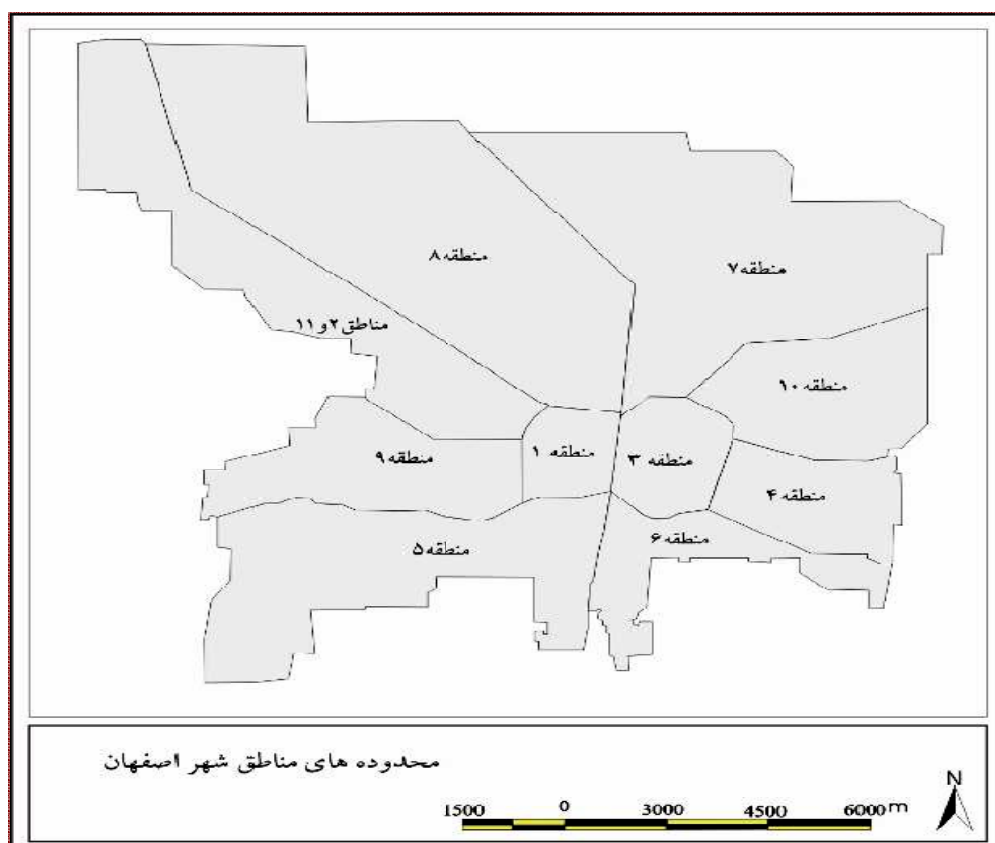 منطقه ۸
منطقه ۷
مناطق ۲ و ۱۱
منطقه ۱۰
منطقه ۹
منطقه ۱
منطقه ۳
منطقه ۴
منطقه ۵
منطقه ۶
محدوده های مناطق شهر اصفهان
N
1500 0 3000 4500 6000 m